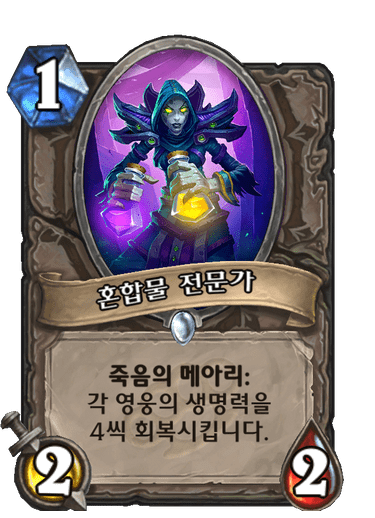 1
혼합물 전문가
죽음의 메아리:
각 영웅의 생명력을
4씩 회복시킵니다.
2
2